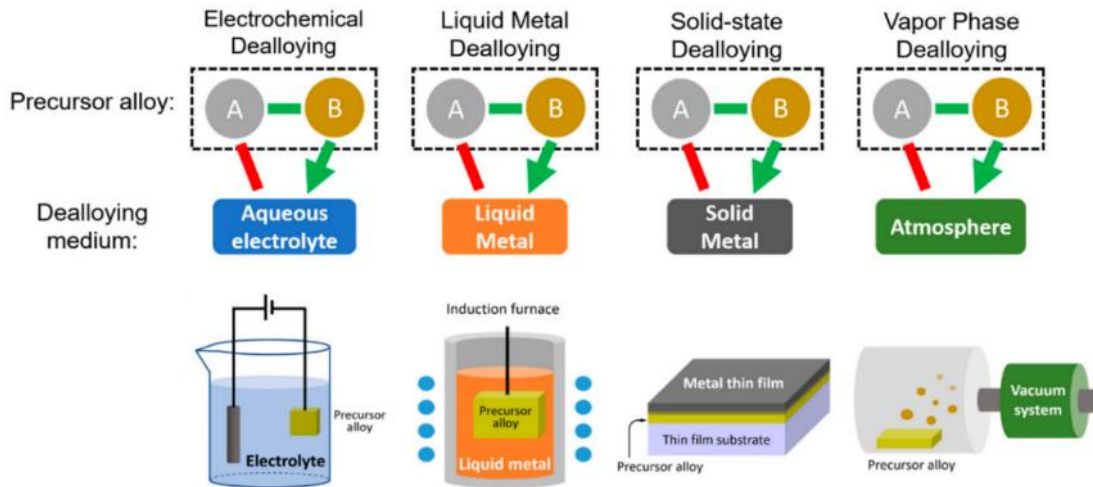 Electrochemical
Dealloying
Liquid Metal
Dealloying
Solid-state
Dealloying
Vapor Phase
Dealloying
Precursor alloy:
A
B
A
B
A
B
A
B
Dealloying
medium:
Aqueous
electrolyte
Liquid
Metal
Solid
Metal
Atmosphere
Precursor
alloy
Electrolyte
Induction furnace
Precursor
alloy
Liquid metal
Metal thin film
Thin film substrate
Precursor alloy
Vacuum
system
Precursor alloy